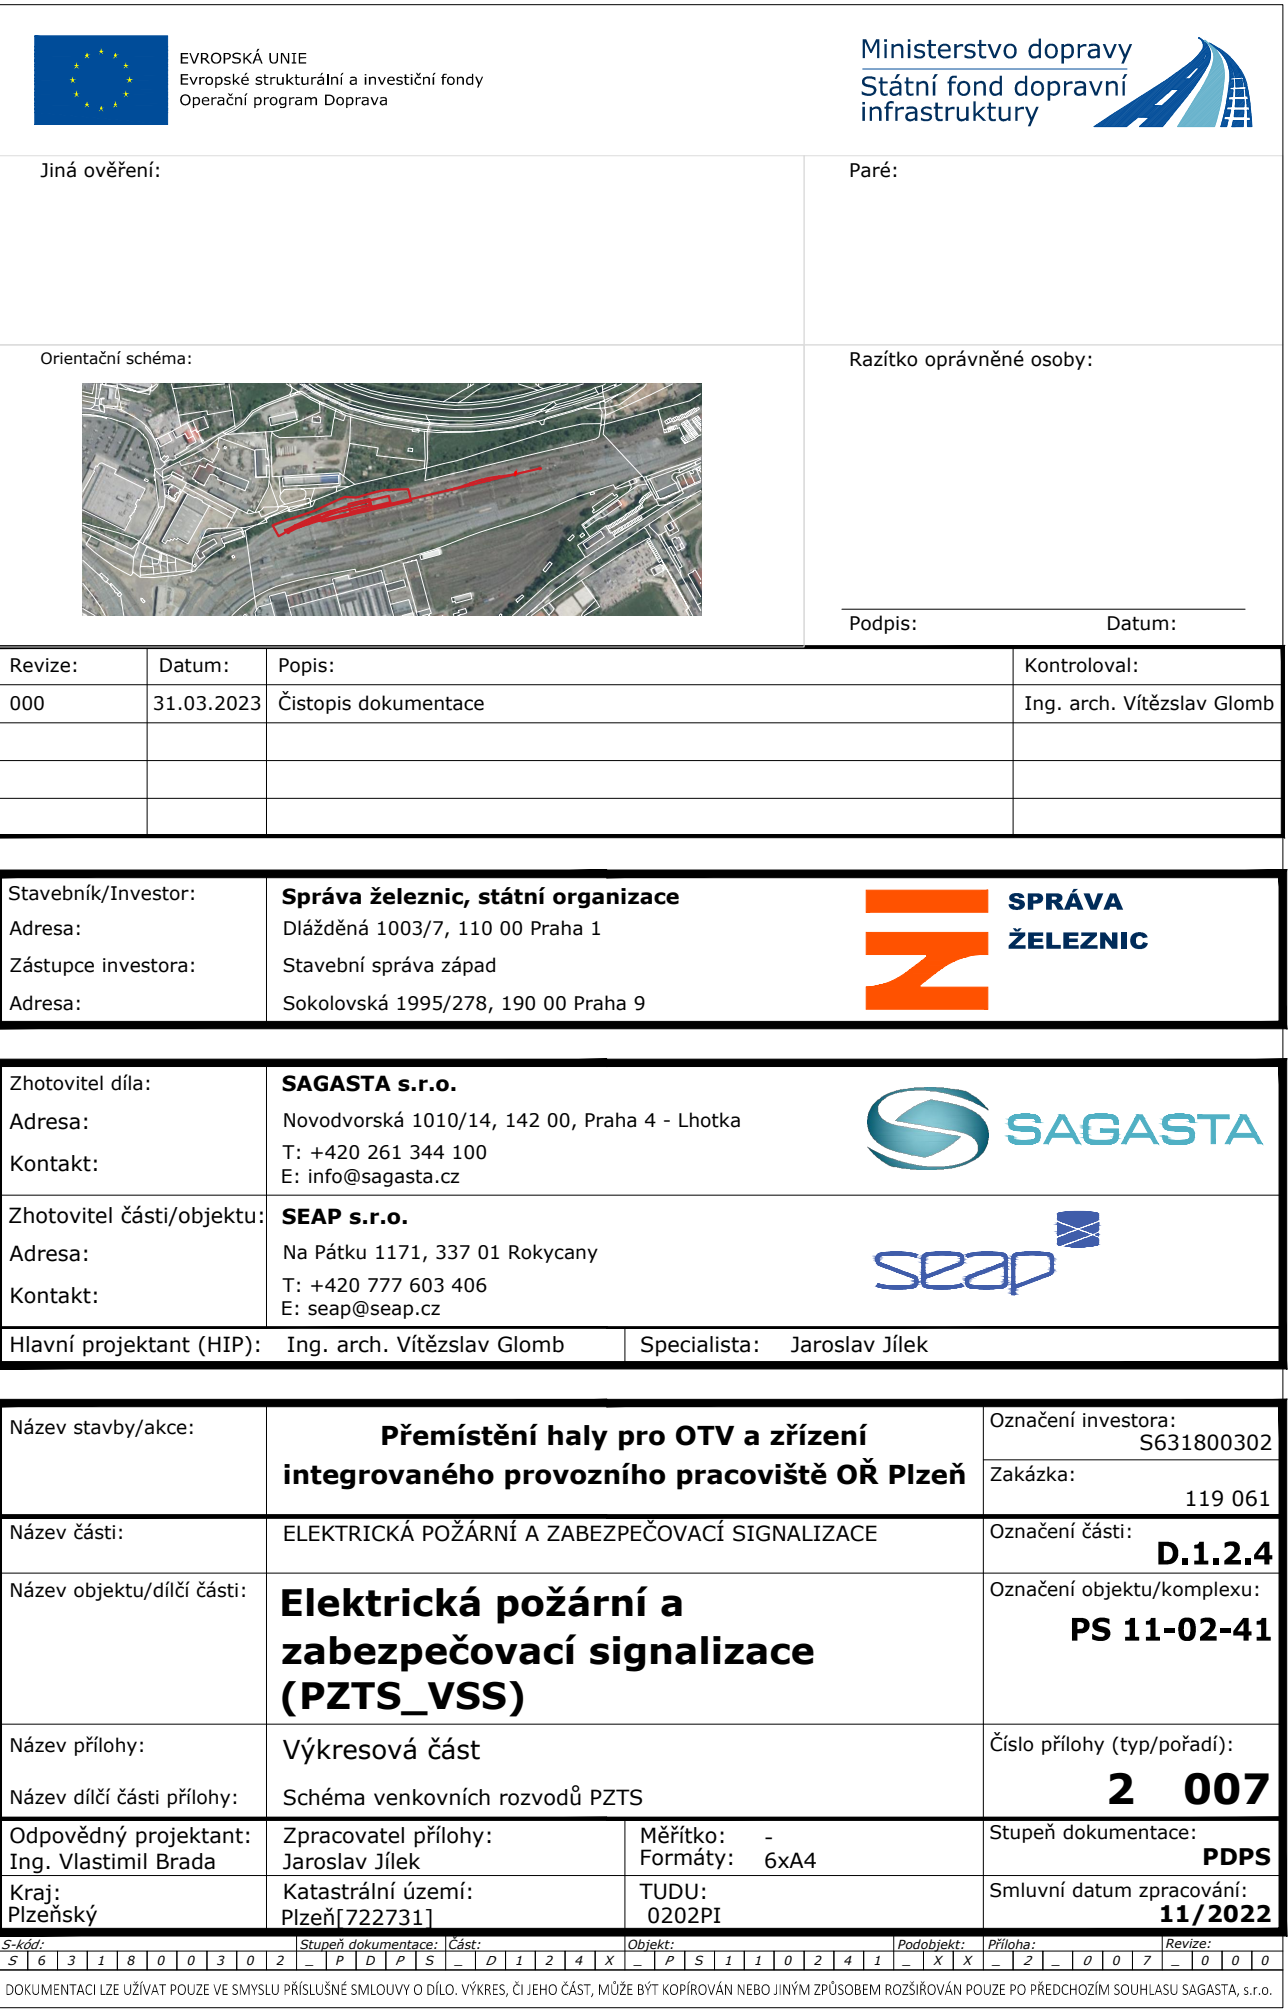 EVROPSKÁ UNIE
Evropské strukturální a investiční fondy
Operační program Doprava
Ministerstvo dopravy
Státní fond dopravní
infrastruktury
Jiná ověření:
Paré:
Orientační schéma:
Razítko oprávněné osoby:
Podpis: Datum:
Revize: Datum: Popis: Kontroloval:
000 31.03.2023 Čistopis dokumentace Ing. arch. Vítězslav Glomb
Stavebník/Investor: Správa železnic, státní organizace
Adresa: Dlážděná 1003/7, 110 00 Praha 1
Zástupce investora: Stavební správa západ
Adresa: Sokolovská 1995/278, 190 00 Praha 9
SPRÁVA
ŽELEZNIC
Zhotovitel díla: SAGASTA s.r.o.
Adresa: Novodvorská 1010/14, 142 00, Praha 4 - Lhotka
Kontakt: T: +420 261 344 100
E: info@sagasta.cz
SAGASTA
Zhotovitel části/objektu: SEAP s.r.o.
Adresa: Na Pátku 1171, 337 01 Rokycany
Kontakt: T: +420 777 603 406
E: seap@seap.cz
seap
Hlavní projektant (HIP): Ing. arch. Vítězslav Glomb Specialista: Jaroslav Jílek
Název stavby/akce: Přemístění haly pro OTV a zřízení
integrovaného provozního pracoviště OŘ Plzeň
Označení investora:
S631800302
Zakázka:
119 061
Název části: ELEKTRICKÁ POŽÁRNÍ A ZABEZPEČOVACÍ SIGNALIZACE
Označení části:
D.1.2.4
Název objektu/dílčí části: Elektrická požární a
zabezpečovací signalizace
(PZTS_VSS)
Označení objektu/komplexu:
PS 11-02-41
Název přílohy: Výkresová část
Číslo přílohy (typ/pořadí):
2 007
Název dílčí části přílohy: Schéma venkovních rozvodů PZTS
Odpovědný projektant: Zpracovatel přílohy: Měřítko: - Stupeň dokumentace:
Ing. Vlastimil Brada Jaroslav Jílek Formáty: 6xA4 PDPS
Kraj: Katastrální území: TUDU: Smluvní datum zpracování:
Plzeňský Plzeň[722731] 0202PI 11/2022
S-kód: Stupeň dokumentace: Část: Objekt: Podobjekt: Příloha: Revize:
S 6 3 1 8 0 0 3 0 2 _ P D P S _ D 1 2 4 X _ P S 1 1 0 2 4 1 _ X X _ 2 _ 0 0 7 _ 0 0 0
DOKUMENTACI LZE UŽÍVAT POUZE VE SMYSLU PŘÍSLUŠNÉ SMLOUVY O DÍLO. VÝKRES, ČI JEHO ČÁST, MŮŽE BÝT KOPÍROVÁN NEBO JINÝM ZPŮSOBEM ROZŠIŘOVÁN POUZE PO PŘEDCHOZÍM SOUHLASU SAGASTA, s.r.o.